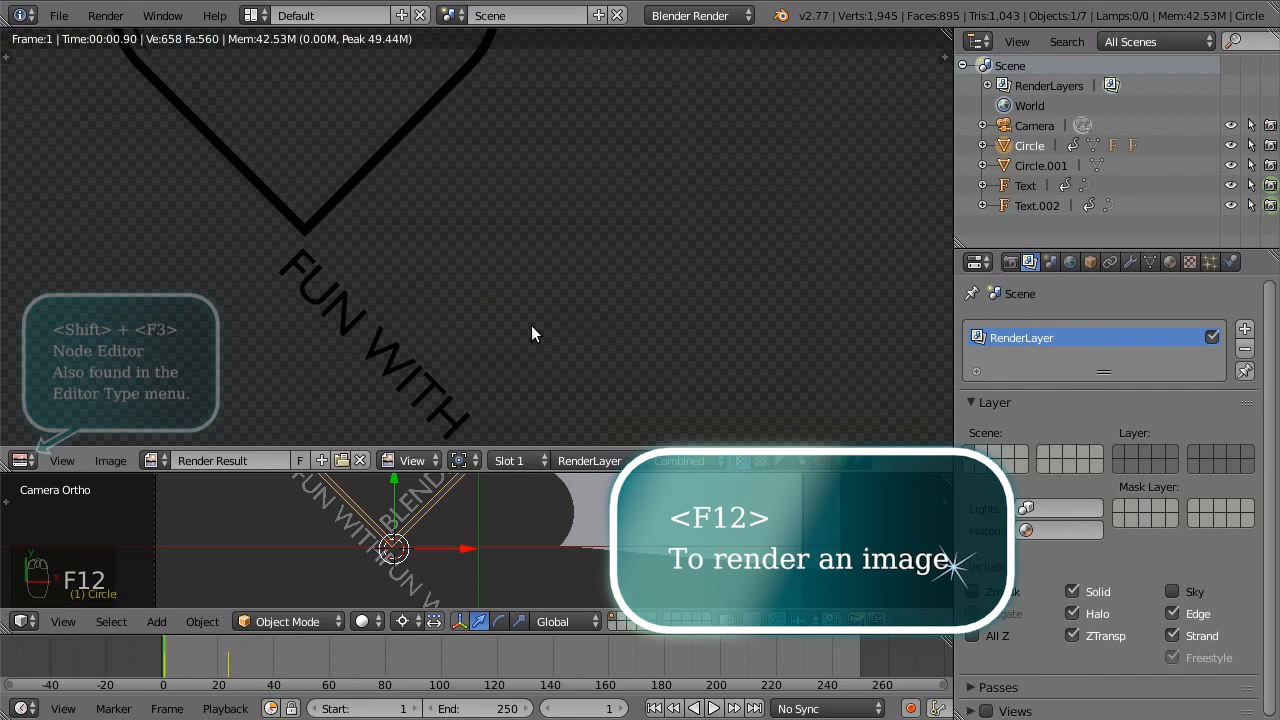 File Render Window Help Default Scene Blender Render v2.77 | Verts:1,945 | Faces:895 | Tris:1,043 | Objects:1/7 | Lamps:0/0 | Mem:42.53M | Circle
Frame:1 | Time:00:00.90 | Ve:658 Fa:560 | Mem:42.53M (0.00M, Peak 49.44M)
View Search All Scenes
Scene
RenderLayers
World
Camera
Circle
Circle.001
Text
Text.002
FUN WITH
<Shift> + <F3>
Node Editor
Also found in the
Editor Type menu.
Scene
RenderLayer
Layer
Scene: Layer:
Mask Layer:
View Image Render Result F View Slot 1 RenderLayer Combined
Camera Ortho
FUN WITH
BLEND
FUN W
<F12>
To render an image
F12
(1) Circle
Add Object Object Mode Global
Solid Sky
Halo Edge
All Z ZTransp Strand
Freestyle
Passes
Views
-40 -20 0 20 40 60 80 100 120 140 160 180 200 220 240 260
View Marker Frame Playback Start: 1 End: 250 1 No Sync